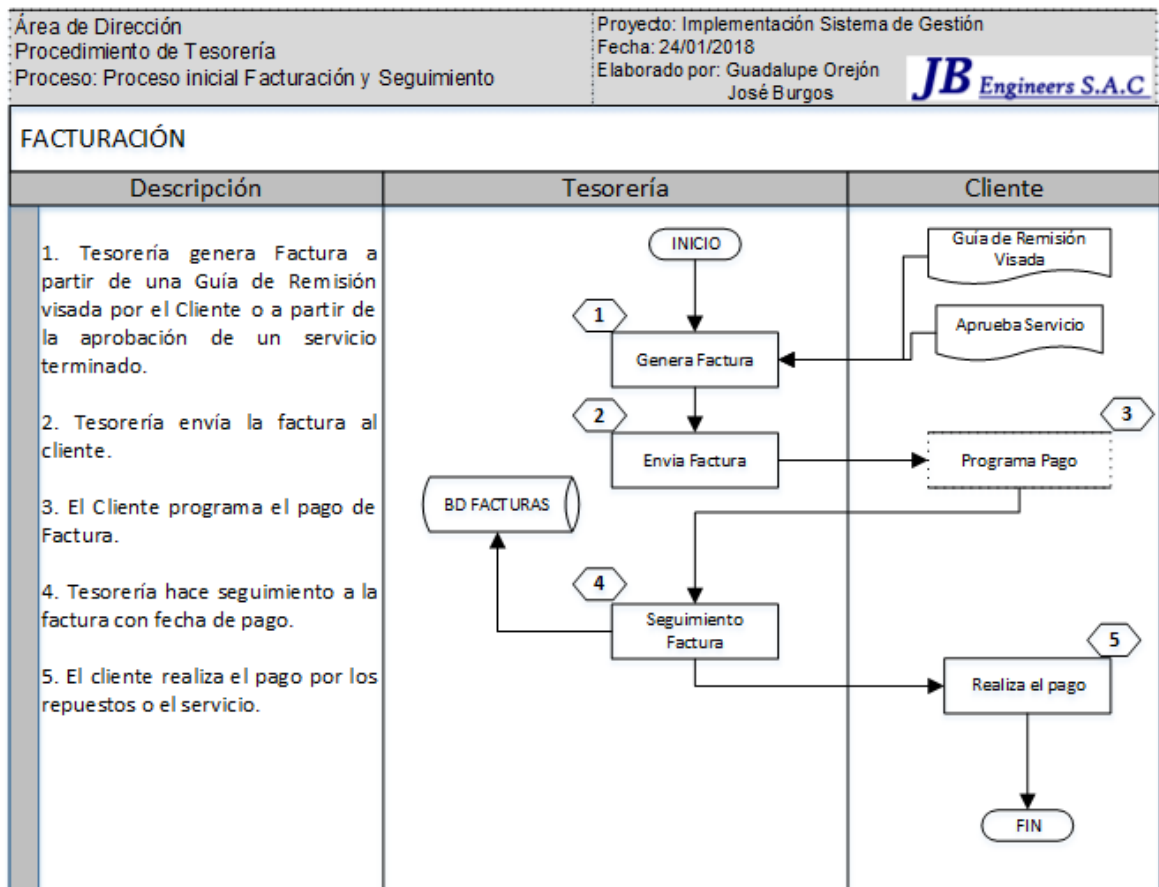 Área de Dirección
Procedimiento de Tesorería
Proceso: Proceso inicial Facturación y Seguimiento
Proyecto: Implementación Sistema de Gestión
Fecha: 24/01/2018
Elaborado por: Guadalupe Orejón
José Burgos
JB Engineers S.A.C
FACTURACIÓN
Descripción
Tesorería
Cliente
1. Tesorería genera Factura a
partir de una Guía de Remisión
visada por el Cliente o a partir de
la aprobación de un servicio
terminado.
2. Tesorería envía la factura al
cliente.
3. El Cliente programa el pago de
Factura.
4. Tesorería hace seguimiento a la
factura con fecha de pago.
5. El cliente realiza el pago por los
repuestos o el servicio.
INICIO
Guía de Remisión
Visada
1
Aprueba Servicio
Genera Factura
2
3
Envia Factura
Programa Pago
BD FACTURAS
4
Seguimiento
Factura
5
Realiza el pago
FIN